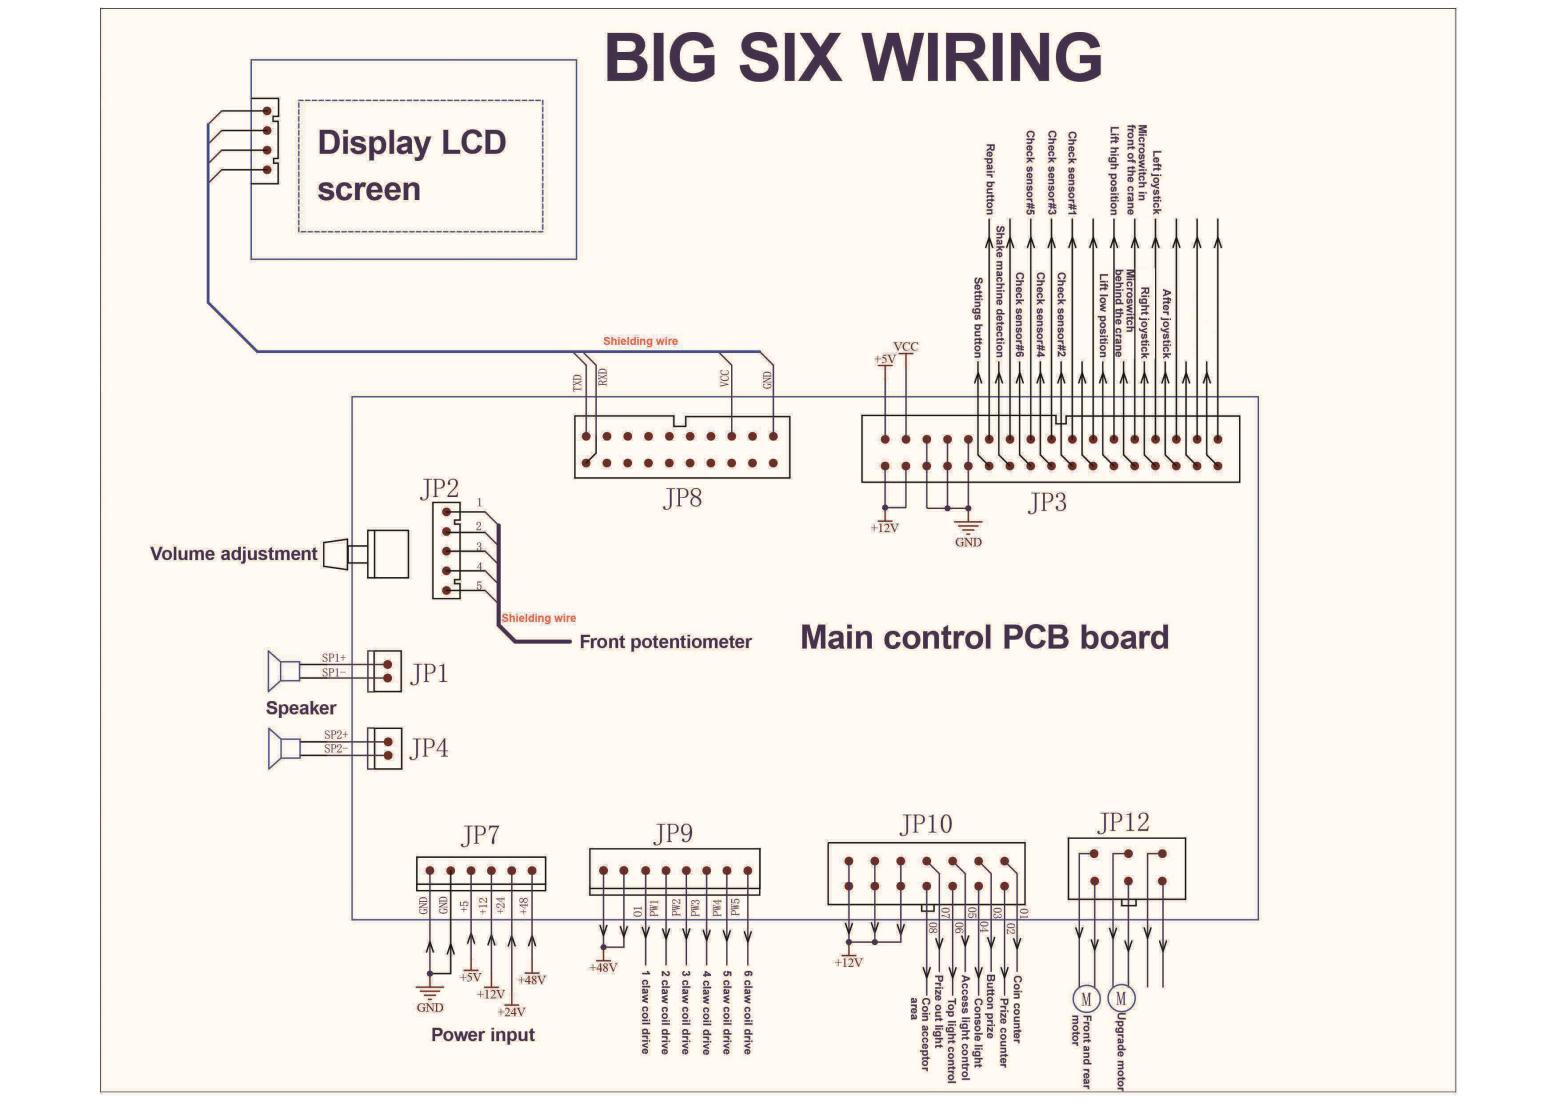 BIG SIX WIRING
Display LCD
screen
Shielding wire
TXD
RXD
VCC
GND
Repair button
Check sensor#5
Check sensor#3
Check sensor#1
Lift high position
Microswitch in
front of the crane
Left joystick
Settings button
Shake machine detection
Check sensor#6
Check sensor#4
Check sensor#2
Lift low position
Microswitch
behind the crane
Right joystick
After joystick
+5V
VCC
JP8
JP3
+12V
GND
JP2
1
2
3
4
5
Volume adjustment
Shielding wire
Front potentiometer
Main control PCB board
SP1+
SP1-
JP1
Speaker
SP2+
SP2-
JP4
JP7
GND
GND
+5
+12
+24
+48
+5V
+12V
+24V
+48V
GND
Power input
JP9
01
PW1
PW2
PW3
PW4
PW5
+48V
1 claw coil drive
2 claw coil drive
3 claw coil drive
4 claw coil drive
5 claw coil drive
6 claw coil drive
JP10
08
07
06
05
04
03
02
01
+12V
Coin acceptor
area
Prize out light
Top light control
Access light control
Console light
Button prize
Prize counter
Coin counter
JP12
M
M
Front and rear
motor
Upgrade motor